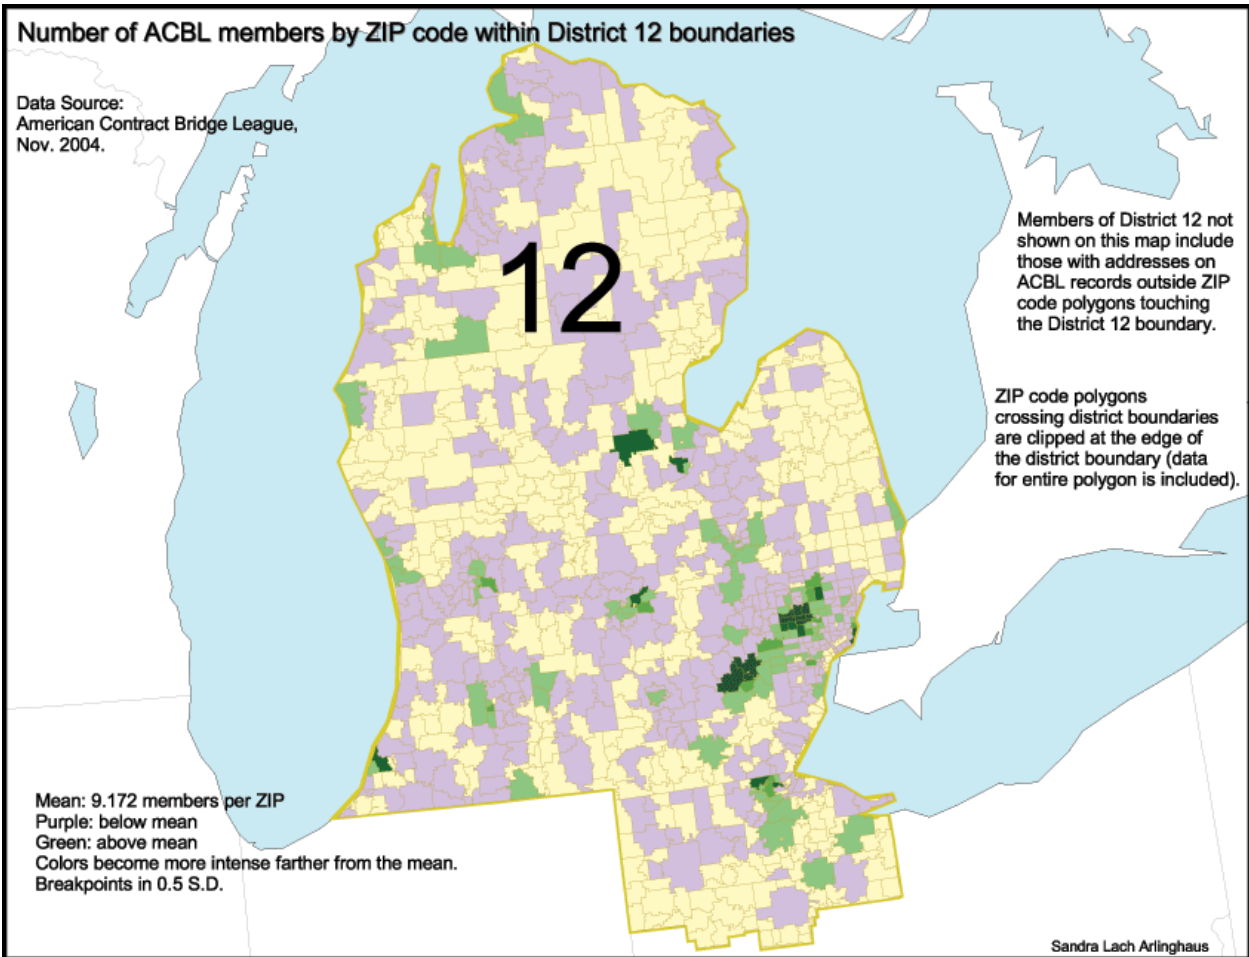 Number of ACBL members by ZIP code within District 12 boundaries
Data Source:
American Contract Bridge League,
Nov. 2004.
12
Members of District 12 not
shown on this map include
those with addresses on
ACBL records outside ZIP
code polygons touching
the District 12 boundary.
ZIP code polygons
crossing district boundaries
are clipped at the edge of
the district boundary (data
for entire polygon is included).
Mean: 9.172 members per ZIP
Purple: below mean
Green: above mean
Colors become more intense farther from the mean.
Breakpoints in 0.5 S.D.
Sandra Lach Arlinghaus